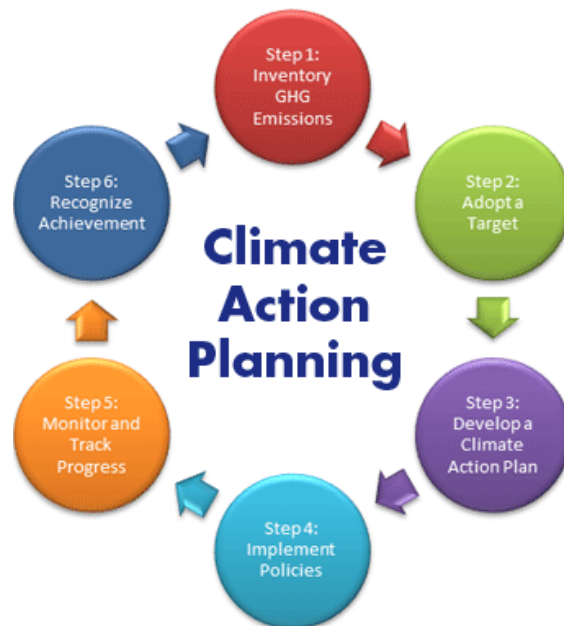 Step 1:
Inventory
GHG
Emissions
Step 2:
Adopt a
Target
Step 3:
Develop a
Climate
Action Plan
Step 4:
Implement
Policies
Step 5:
Monitor and
Track
Progress
Step 6:
Recognize
Achievement
Climate
Action
Planning